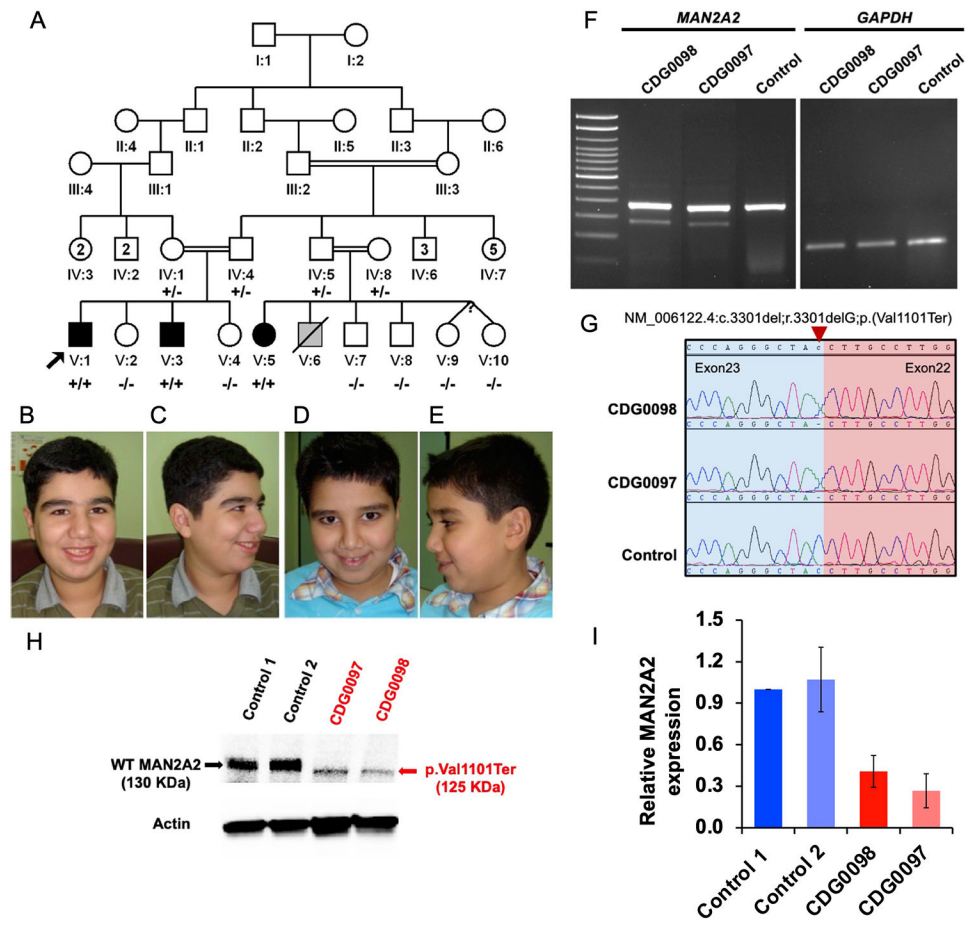 A
I:1 I:2
II:4 II:1 II:2 II:5 II:3 II:6
III:4 III:1 III:2 III:3
2 2 3 5
IV:3 IV:2 IV:1 IV:4 IV:5 IV:8 IV:6 IV:7
+/- +/- +/- +/-
?
V:1 V:2 V:3 V:4 V:5 V:6 V:7 V:8 V:9 V:10
+/+ -/- +/+ -/- +/+ -/- -/- -/- -/-
B C D E
F
MAN2A2 GAPDH
CDG0098 CDG0097 Control CDG0098 CDG0097 Control
G
NM_006122.4:c.3301del;r.3301delG;p.(Val1101Ter)
C C C A G G G C T A c C T T G C C T T G G
Exon23 Exon22
CDG0098
C C C A G G G C T A - C T T G C C T T G G
CDG0097
C C C A G G G C T A - C T T G C C T T G G
Control
C C C A G G G C T A C C T T G C C T T G G
H
Control 1 Control 2 CDG0097 CDG0098
WT MAN2A2
(130 KDa)
p.Val1101Ter
(125 KDa)
Actin
I
Relative MAN2A2
expression
1.5
1.2
0.9
0.6
0.3
0.0
Control 1 Control 2 CDG0098 CDG0097